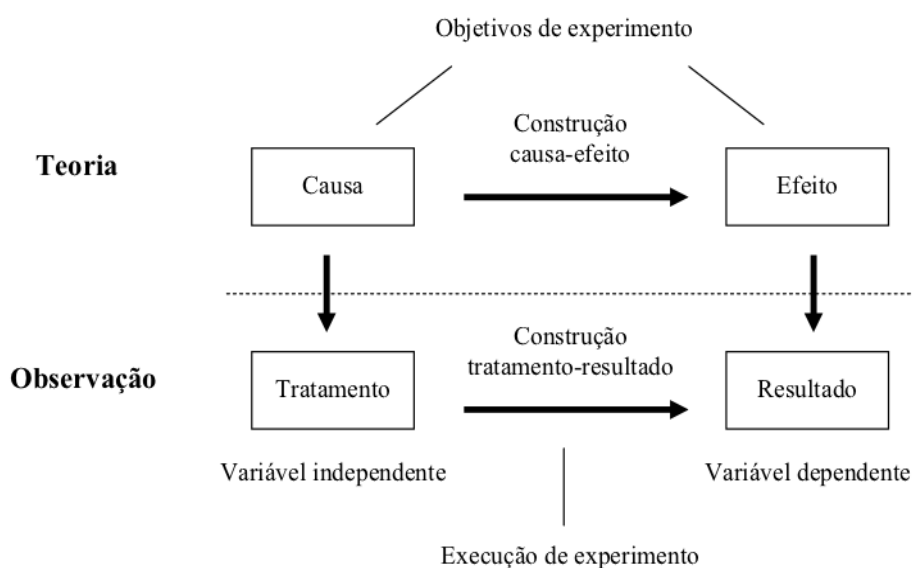 Objetivos de experimento
Construção
causa-efeito
Teoria
Causa
Efeito
Construção
tratamento-resultado
Observação
Tratamento
Resultado
Variável independente
Variável dependente
Execução de experimento